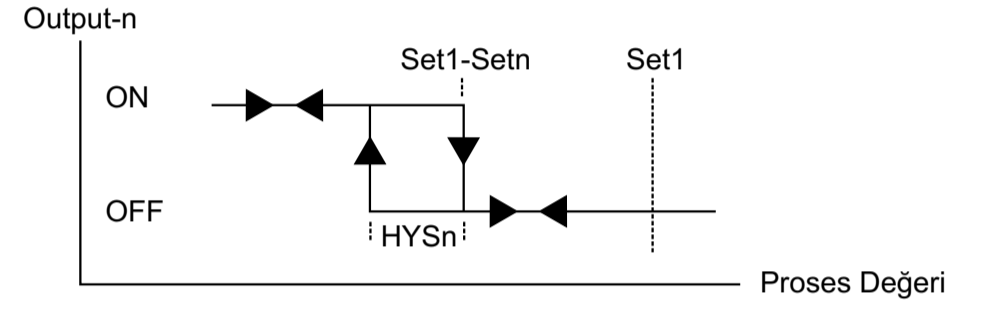 Output-n
Set1-Setn
Set1
ON
OFF
HYSn
Proses Değeri